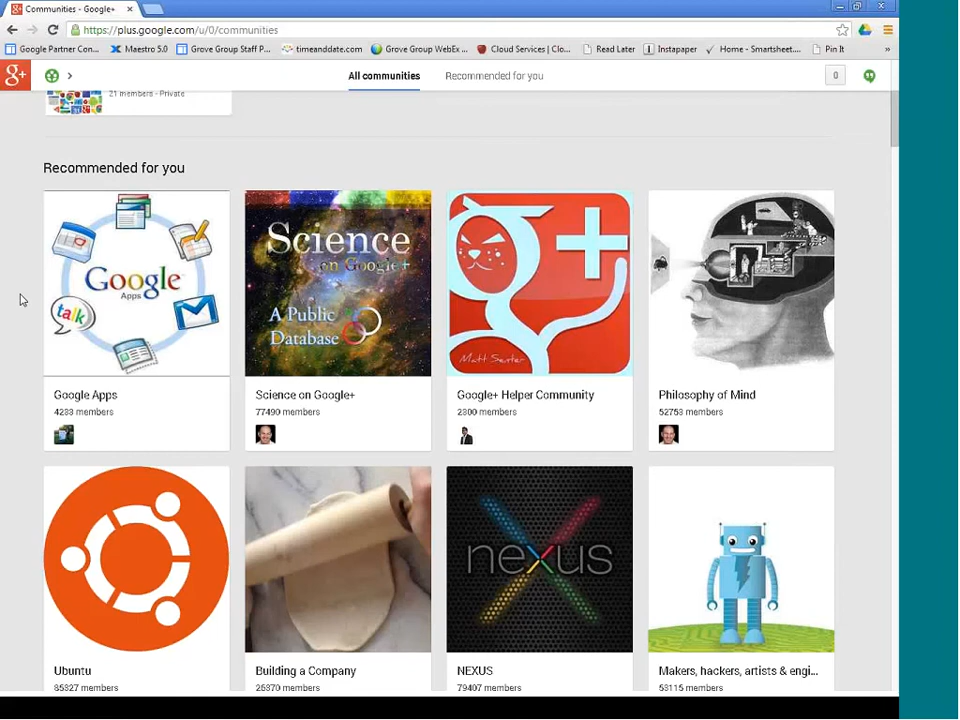 Communities - Google+
https://plus.google.com/u/0/communities
Google Partner Con... Maestro 5.0 Grove Group Staff P... timeanddate.com Grove Group WebEx ... Cloud Services | Clo... Read Later Instapaper Home - Smartsheet.... Pin It »
g+ All communities Recommended for you 0
21 members - Private
Recommended for you
Google
Apps
talk
Science
on Google+
A Public
Database
Matt Sarter
Google Apps Science on Google+ Google+ Helper Community Philosophy of Mind
4233 members 77490 members 2300 members 52753 members
nexus
Ubuntu Building a Company NEXUS Makers, hackers, artists & engi...
85327 members 26370 members 79407 members 53115 members